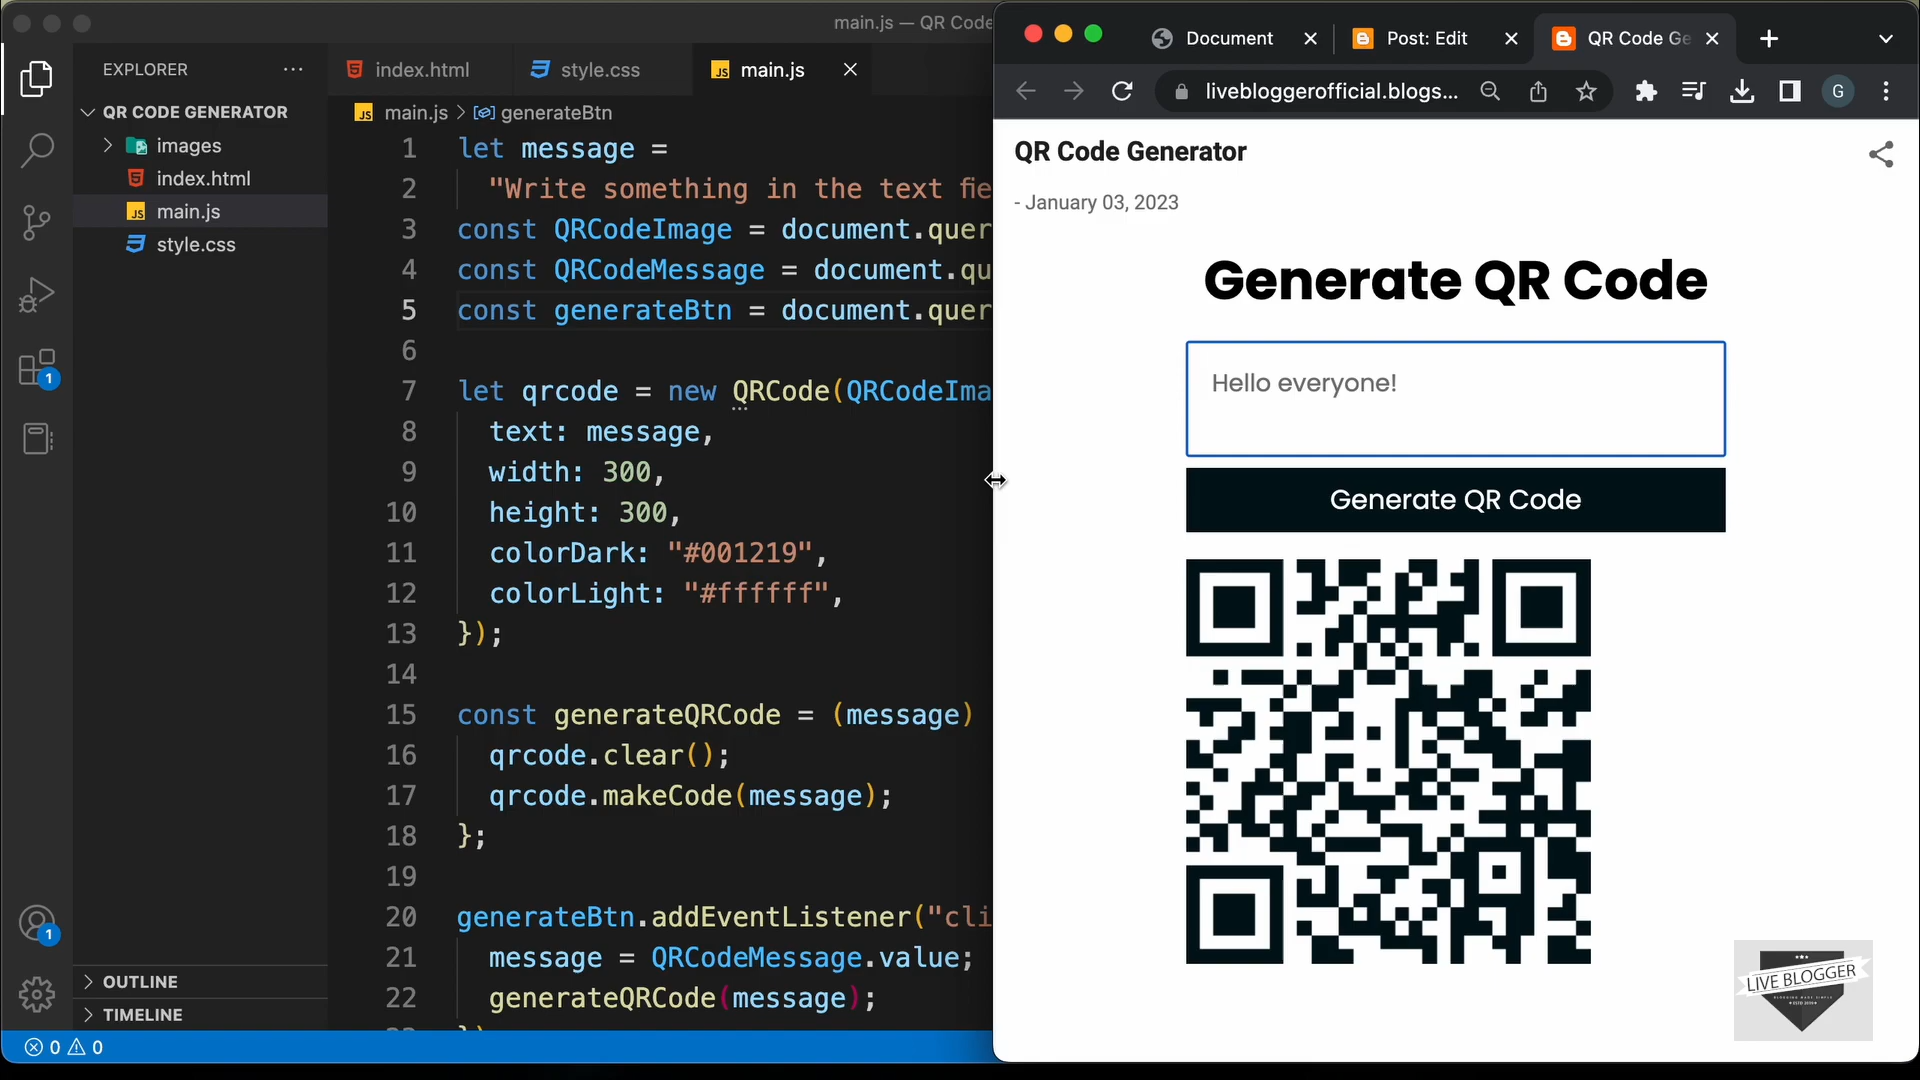 main.js — QR Code
EXPLORER
QR CODE GENERATOR
images
index.html
main.js
style.css
OUTLINE
TIMELINE
0 0
1
1
index.html
style.css
main.js
main.js > generateBtn
1 let message =
2 "Write something in the text fie
3 const QRCodeImage = document.quer
4 const QRCodeMessage = document.qu
5 const generateBtn = document.quer
6
7 let qrcode = new QRCode(QRCodeIma
8 text: message,
9 width: 300,
10 height: 300,
11 colorDark: "#001219",
12 colorLight: "#ffffff",
13 });
14
15 const generateQRCode = (message)
16 qrcode.clear();
17 qrcode.makeCode(message);
18 };
19
20 generateBtn.addEventListener("cli
21 message = QRCodeMessage.value;
22 generateQRCode(message);
Document
Post: Edit
QR Code Ge
livebloggerofficial.blogs...
G
QR Code Generator
- January 03, 2023
Generate QR Code
Hello everyone!
Generate QR Code
LIVE BLOGGER